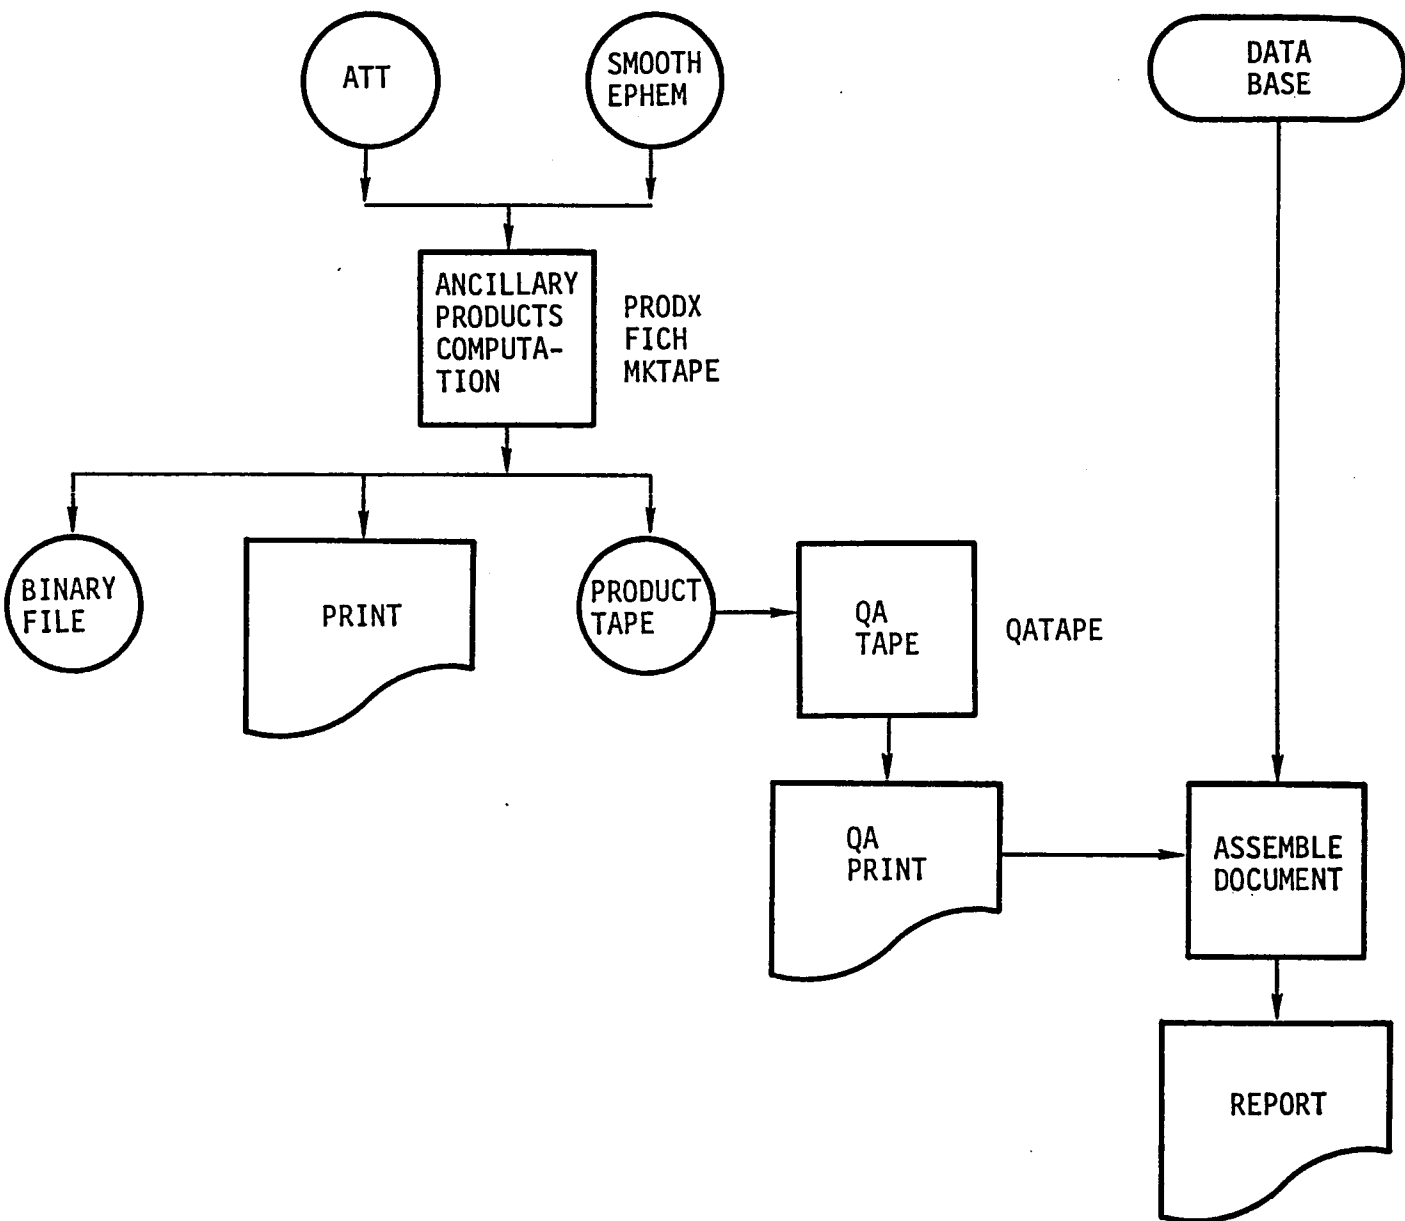 ATT
SMOOTH
EPHEM
DATA
BASE
ANCILLARY
PRODUCTS
COMPUTA-
TION
PRODX
FICH
MKTAPE
BINARY
FILE
PRINT
PRODUCT
TAPE
QA
TAPE
QATAPE
QA
PRINT
ASSEMBLE
DOCUMENT
REPORT